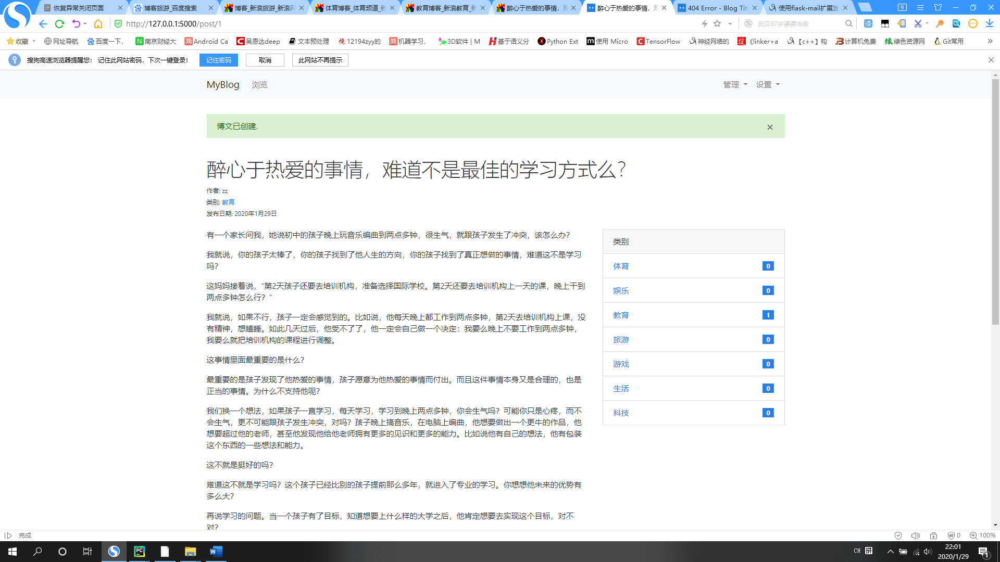 恢复异常关闭页面
博客旅游_百度搜索
博客_新浪旅游_新浪网
体育博客_体育频道_新
教育博客_新浪教育_新
醉心于热爱的事情，难
醉心于热爱的事情，难
404 Error - Blog Titl
使用flask-mail扩展发
9
http://127.0.0.1:5000/post/1
武汉87岁婆婆治愈
译
收藏
网址导航
百度一下，
南京财经大
Android Ca
吴恩达deep
文本预处理
12194zyy的
机器学习，
3D软件 | M
基于语义分
Python Ext
使用 Micro
TensorFlow
神经网络的
《linker+a
【c++】构
计算机免费
绿色资源网
Git常用
搜狗高速浏览器提醒您： 记住此网站密码，下次一键登录！
记住密码
取消
此网站不再提示
MyBlog 浏览 管理 设置
博文已创建. ×
醉心于热爱的事情，难道不是最佳的学习方式么？
作者: zz
类别: 教育
发布日期: 2020年1月29日
有一个家长问我，她说初中的孩子晚上玩音乐编曲到两点多钟，很生气，就跟孩子发生了冲突，该怎么办？
我就说，你的孩子太棒了，你的孩子找到了他人生的方向，你的孩子找到了真正想做的事情，难道这不是学习
吗？
这妈妈接着说，“第2天孩子还要去培训机构，准备选择国际学校。第2天还要去培训机构上一天的课，晚上干到
两点多钟怎么行？”
我就说，如果不行，孩子一定会感觉到的。比如说，他每天晚上都工作到两点多钟，第2天去培训机构上课，没
有精神，想瞌睡。如此几天过后，他受不了了，他一定会自己做一个决定：我要么晚上不要工作到两点多钟，
我要么就把培训机构的课程进行调整。
这事情里面最重要的是什么？
最重要的是孩子发现了他热爱的事情，孩子愿意为他热爱的事情而付出。而且这件事情本身又是合理的，也是
正当的事情。为什么不支持他呢？
我们换一个想法，如果孩子一直学习，每天学习，学习到晚上两点多钟，你会生气吗？可能你只是心疼，而不
会生气，更不可能跟孩子发生冲突，对吗？孩子晚上搞音乐，在电脑上编曲，他想要做出一个更牛的作品，他
想要超过他的老师，甚至他发现他给他老师拥有更多的见识和更多的能力。比如说他有自己的想法，他有包装
这个东西的一些想法和能力。
这不就是挺好的吗？
难道这不就是学习吗？这个孩子已经比别的孩子提前那么多年，就进入了专业的学习。你想想他未来的优势有
多么大？
再说学习的问题。当一个孩子有了目标，知道想要上什么样的大学之后，他肯定想要去实现这个目标，对不
对？
类别
体育 0
娱乐 0
教育 1
旅游 0
游戏 0
生活 0
科技 0
完成
0
100%
CH 拼
22:01
2020/1/29
1